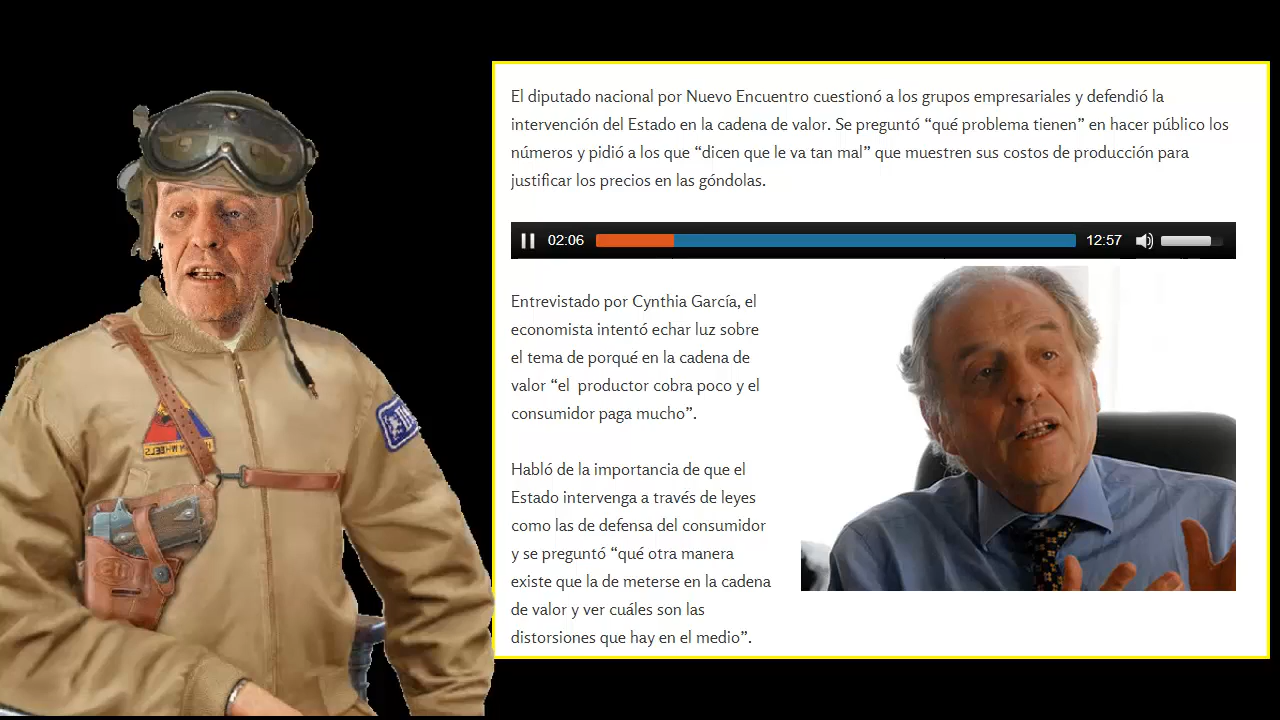 El diputado nacional por Nuevo Encuentro cuestionó a los grupos empresariales y defendió la
intervención del Estado en la cadena de valor. Se preguntó “qué problema tienen” en hacer público los
números y pidió a los que “dicen que le va tan mal” que muestren sus costos de producción para
justificar los precios en las góndolas.
02:06 12:57
Entrevistado por Cynthia García, el
economista intentó echar luz sobre
el tema de porqué en la cadena de
valor “el productor cobra poco y el
consumidor paga mucho”.
Habló de la importancia de que el
Estado intervenga a través de leyes
como las de defensa del consumidor
y se preguntó “qué otra manera
existe que la de meterse en la cadena
de valor y ver cuáles son las
distorsiones que hay en el medio”.